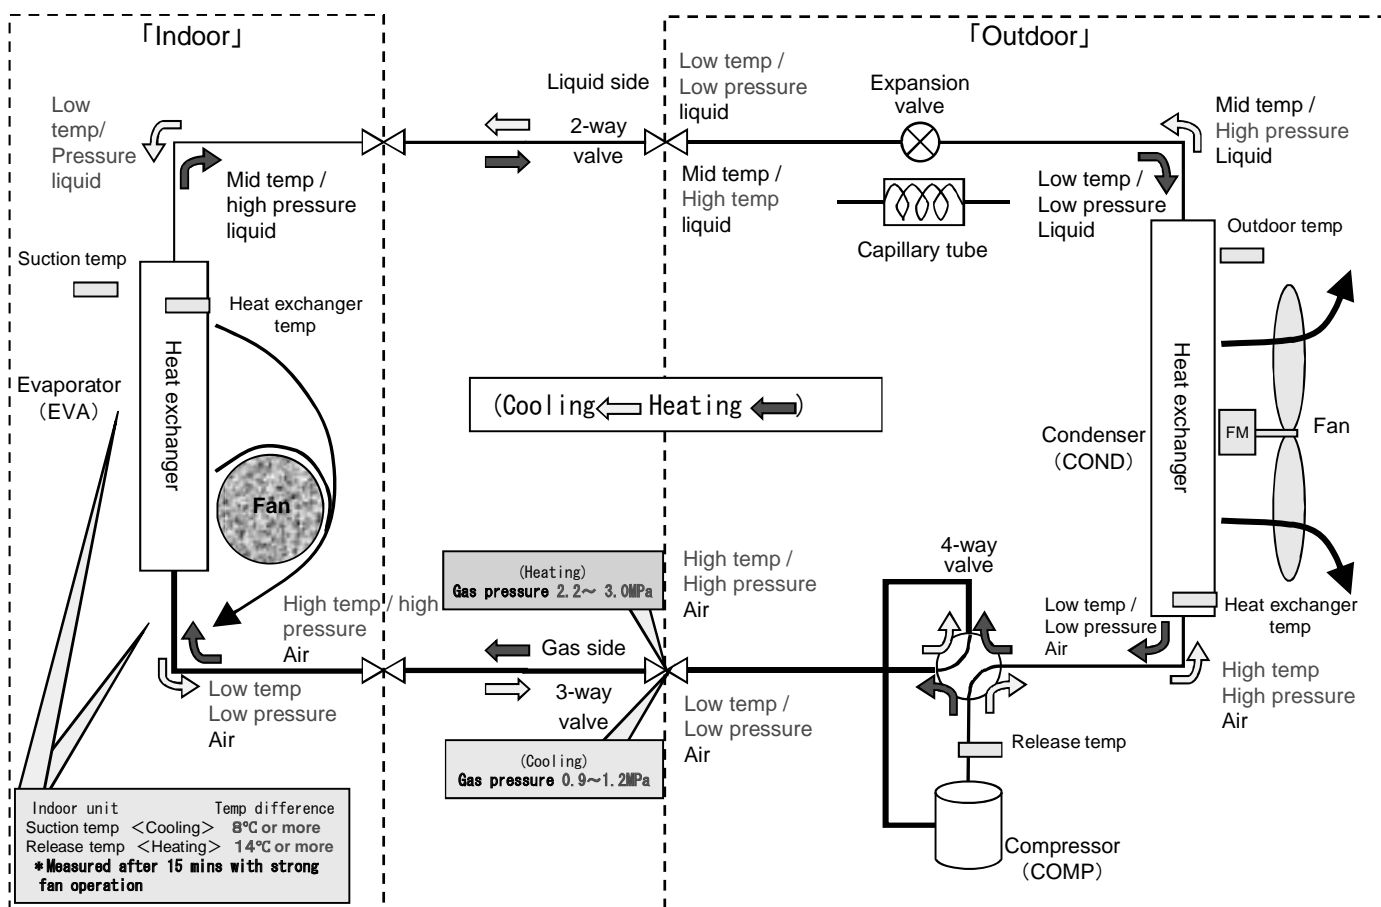 「Indoor」
「Outdoor」
Low
temp/
Pressure
liquid
Mid temp /
high pressure
liquid
Liquid side
2-way
valve
Low temp /
Low pressure
liquid
Mid temp /
High temp
liquid
Expansion
valve
Capillary tube
Mid temp /
High pressure
Liquid
Low temp /
Low pressure
Liquid
Outdoor temp
Suction temp
Heat exchanger
temp
Heat exchanger
Evaporator
(EVA)
Fan
(Cooling Heating )
Condenser
(COND)
Heat exchanger
FM
Fan
4-way
valve
(Heating)
Gas pressure 2.2～ 3.0MPa
High temp /
High pressure
Air
High temp / high
pressure
Air
Gas side
3-way
valve
Low temp
Low pressure
Air
Low temp /
Low pressure
Air
Low temp /
Low pressure
Air
Heat exchanger
temp
High temp
High pressure
Air
(Cooling)
Gas pressure 0.9～1.2MPa
Release temp
Compressor
(COMP)
Indoor unit Temp difference
Suction temp ＜Cooling＞ 8℃ or more
Release temp ＜Heating＞ 14℃ or more
＊Measured after 15 mins with strong
fan operation